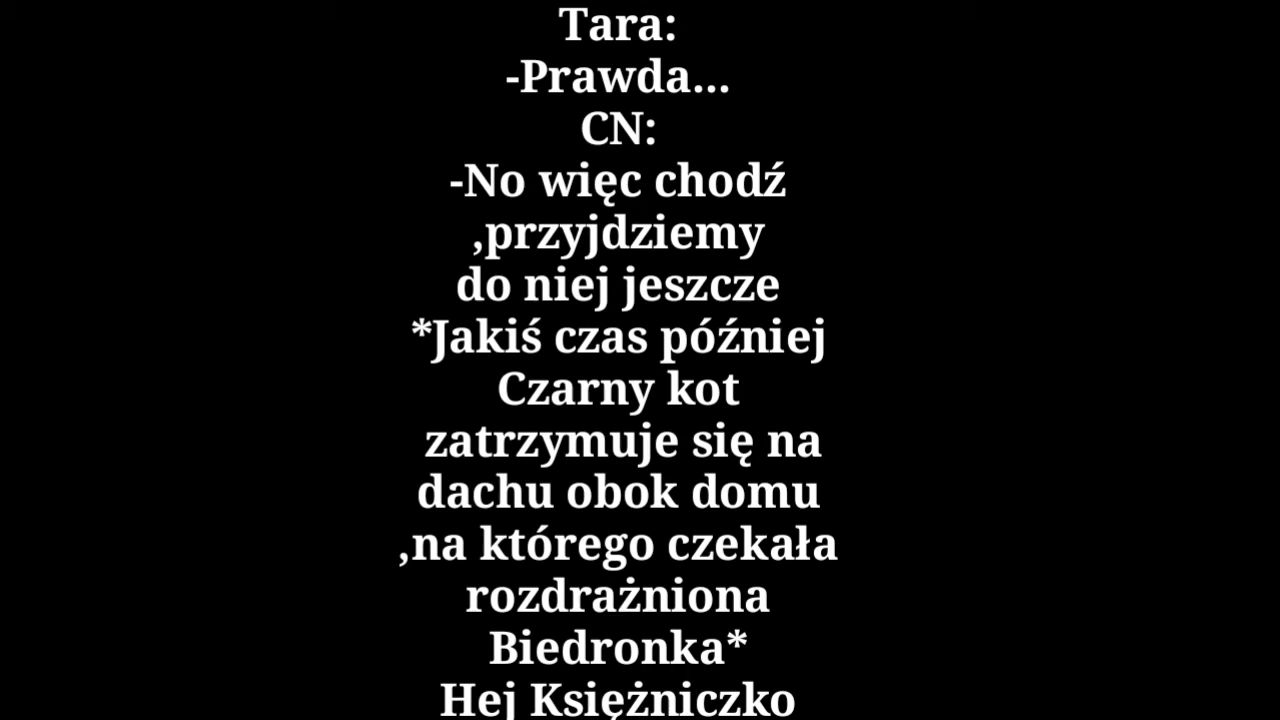 Tara:
-Prawda...
CN:
-No więc chodź
,przyjdziemy
do niej jeszcze
*Jakiś czas później
Czarny kot
zatrzymuje się na
dachu obok domu
,na którego czekała
rozdrażniona
Biedronka*
Hej Księżniczko